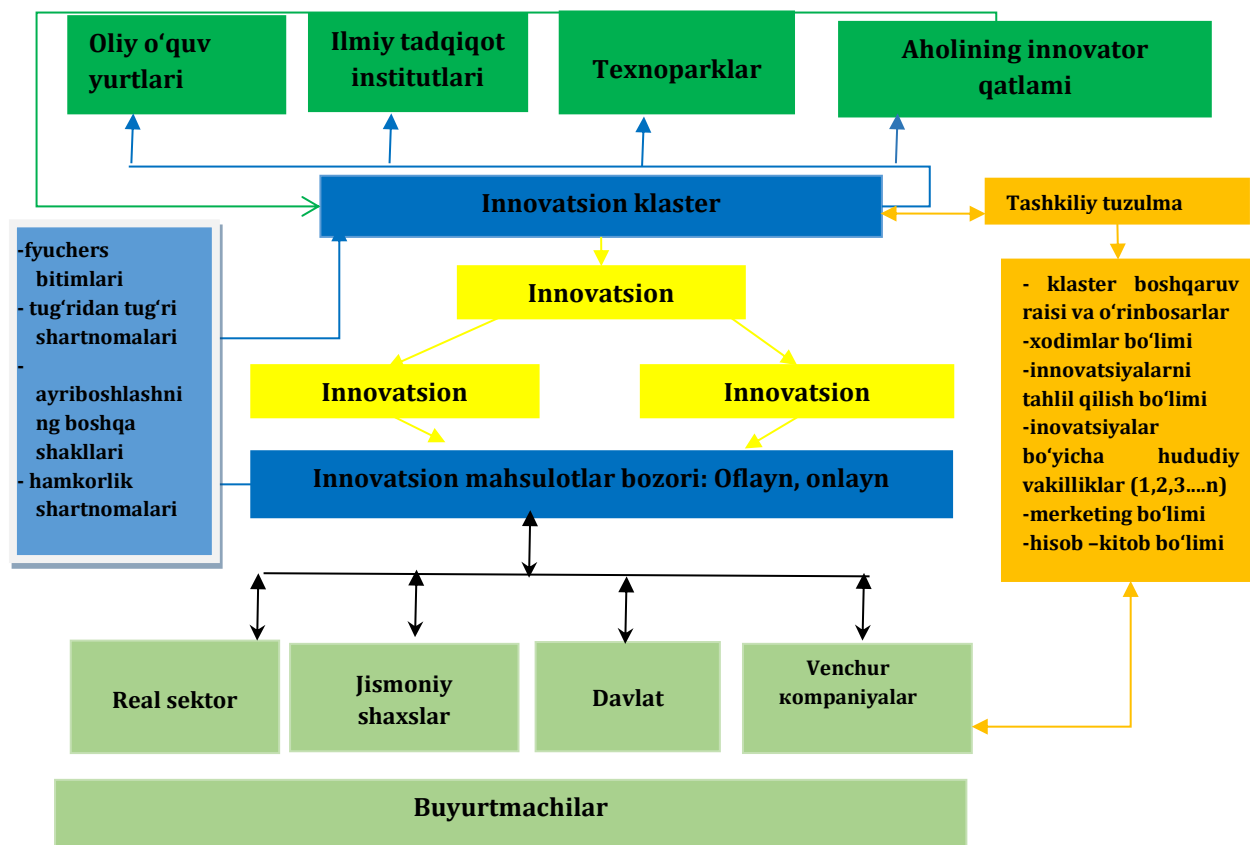 Oliy o‘quv
yurtlari
Ilmiy tadqiqot
institutlari
Texnoparklar
Aholining innovator
qatlami
Innovatsion klaster
Tashkiliy tuzulma
-fyuchers
bitimlari
- tug‘ridan tug‘ri
shartnomalari
-
ayriboshlashni
ng boshqa
shakllari
- hamkorlik
shartnomalari
Innovatsion
Innovatsion
Innovatsion
- klaster boshqaruv
raisi va o‘rinbosarlar
-xodimlar bo‘limi
-innovatsiyalarni
tahlil qilish bo‘limi
-inovatsiyalar
bo‘yicha hududiy
vakilliklar (1,2,3....n)
-merketing bo‘limi
-hisob –kitob bo‘limi
Innovatsion mahsulotlar bozori: Oflayn, onlayn
Real sektor
Jismoniy
shaxslar
Davlat
Venchur
кompaniyalar
Buyurtmachilar